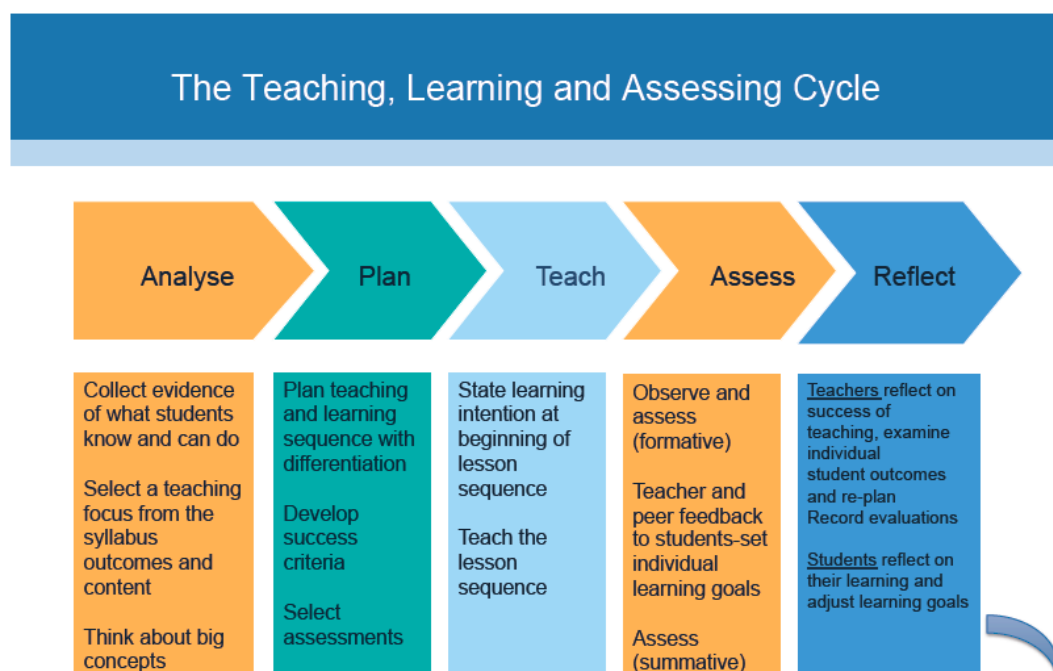 The Teaching, Learning and Assessing Cycle
Analyse
Plan
Teach
Assess
Reflect
Collect evidence
of what students
know and can do
Select a teaching
focus from the
syllabus
outcomes and
content
Think about big
concepts
Plan teaching
and learning
sequence with
differentiation
Develop
success
criteria
Select
assessments
State learning
intention at
beginning of
lesson
sequence
Teach the
lesson
sequence
Observe and
assess
(formative)
Teacher and
peer feedback
to students-set
individual
learning goals
Assess
(summative)
Teachers reflect on
success of
teaching, examine
individual
student outcomes
and re-plan
Record evaluations
Students reflect on
their learning and
adjust learning goals